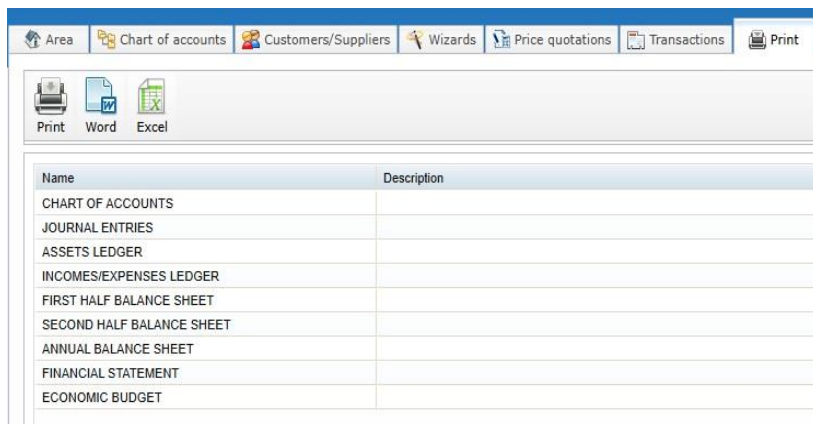 Area Chart of accounts Customers/Suppliers Wizards Price quotations Transactions Print
Print Word Excel
Name Description
CHART OF ACCOUNTS
JOURNAL ENTRIES
ASSETS LEDGER
INCOMES/EXPENSES LEDGER
FIRST HALF BALANCE SHEET
SECOND HALF BALANCE SHEET
ANNUAL BALANCE SHEET
FINANCIAL STATEMENT
ECONOMIC BUDGET